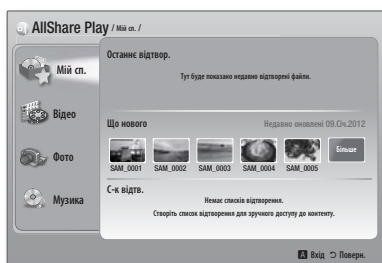 AllShare Play / Мій сп. /
Мій сп.
Відео
Фото
Музика
Останнє відтвор.
Тут буде показано недавно відтворені файли.
Що нового
Недавно оновлені 09.Січ.2012
SAM_0001 SAM_0002 SAM_0003 SAM_0004 SAM_0005 Більше
С-к відтв.
Немає списків відтворення.
Створіть список відтворення для зручного доступу до контенту.
A Вхід Поверн.